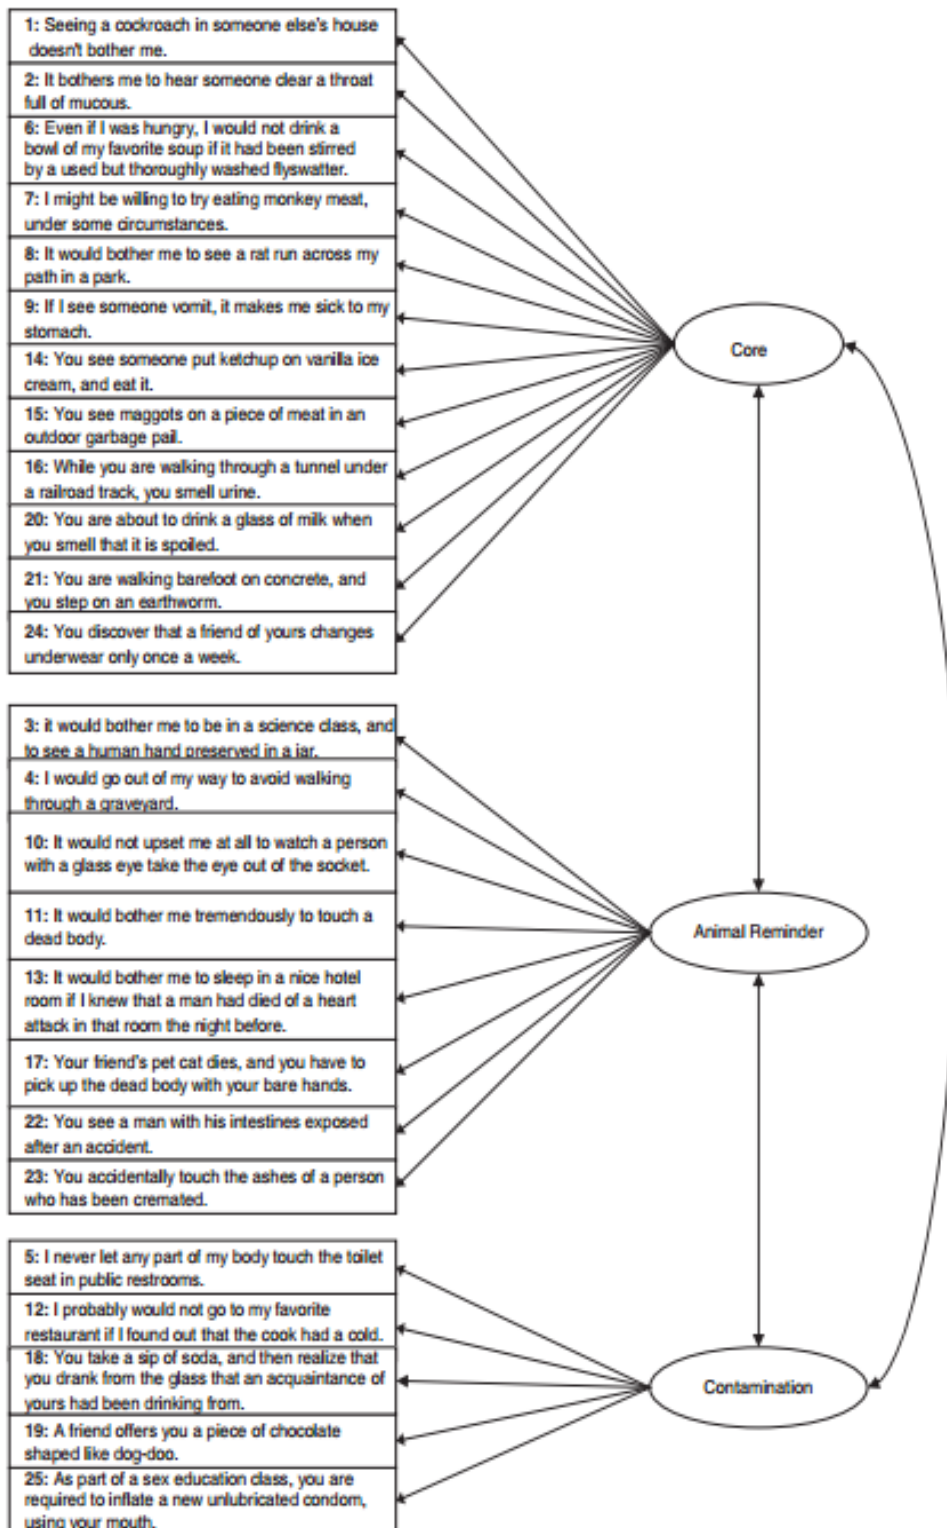 1: Seeing a cockroach in someone else's house
doesn't bother me.
2: It bothers me to hear someone clear a throat
full of mucous.
6: Even if I was hungry, I would not drink a
bowl of my favorite soup if it had been stirred
by a used but thoroughly washed flyswatter.
7: I might be willing to try eating monkey meat,
under some circumstances.
8: It would bother me to see a rat run across my
path in a park.
9: If I see someone vomit, it makes me sick to my
stomach.
14: You see someone put ketchup on vanilla ice
cream, and eat it.
15: You see maggots on a piece of meat in an
outdoor garbage pail.
16: While you are walking through a tunnel under
a railroad track, you smell urine.
20: You are about to drink a glass of milk when
you smell that it is spoiled.
21: You are walking barefoot on concrete, and
you step on an earthworm.
24: You discover that a friend of yours changes
underwear only once a week.
Core
3: it would bother me to be in a science class, and
to see a human hand preserved in a jar.
4: I would go out of my way to avoid walking
through a graveyard.
10: It would not upset me at all to watch a person
with a glass eye take the eye out of the socket.
11: It would bother me tremendously to touch a
dead body.
13: It would bother me to sleep in a nice hotel
room if I knew that a man had died of a heart
attack in that room the night before.
17: Your friend's pet cat dies, and you have to
pick up the dead body with your bare hands.
22: You see a man with his intestines exposed
after an accident.
23: You accidentally touch the ashes of a person
who has been cremated.
Animal Reminder
5: I never let any part of my body touch the toilet
seat in public restrooms.
12: I probably would not go to my favorite
restaurant if I found out that the cook had a cold.
18: You take a sip of soda, and then realize that
you drank from the glass that an acquaintance of
yours had been drinking from.
19: A friend offers you a piece of chocolate
shaped like dog-doo.
25: As part of a sex education class, you are
required to inflate a new unlubricated condom,
using your mouth.
Contamination